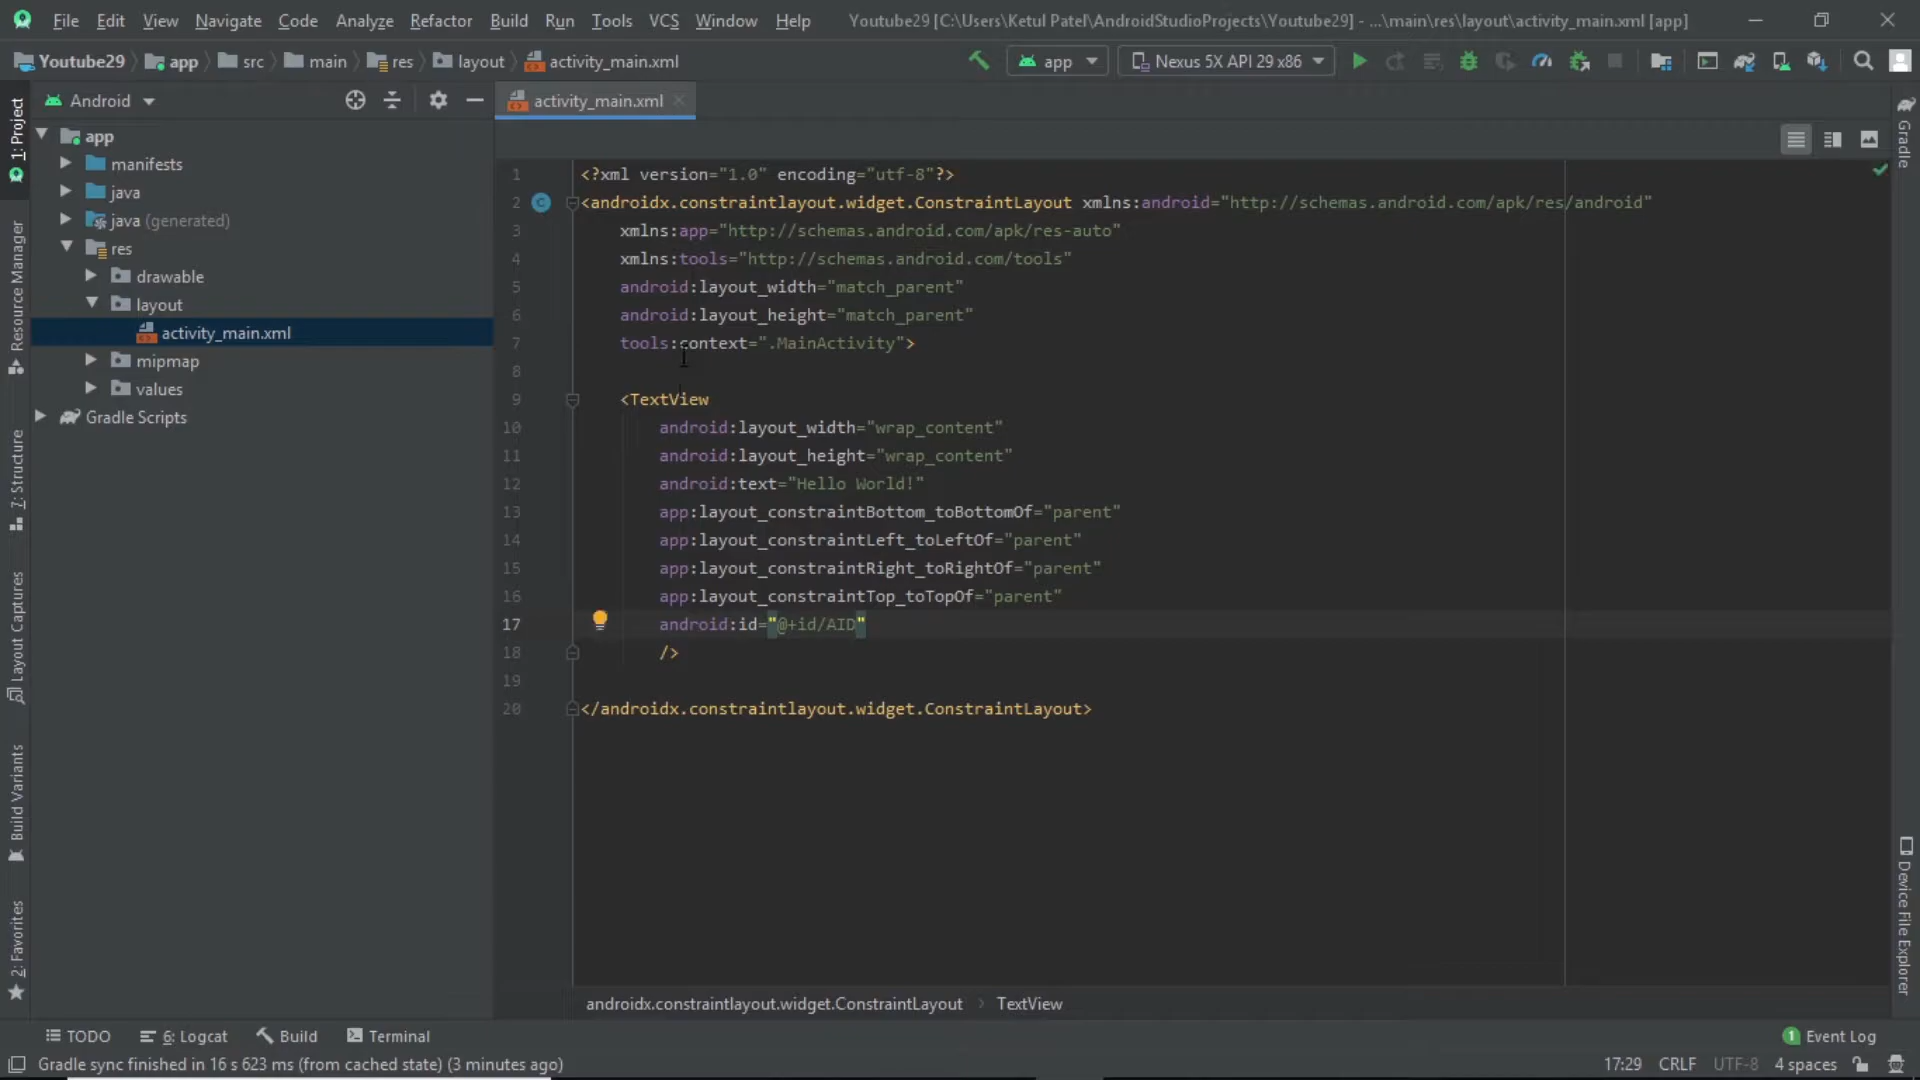 File Edit View Navigate Code Analyze Refactor Build Run Tools VCS Window Help Youtube29 [C:\Users\Ketul Patel\AndroidStudioProjects\Youtube29] - ...\main\res\layout\activity_main.xml [app]
Youtube29 app src main res layout activity_main.xml app Nexus 5X API 29 x86
1: Project
Resource Manager
7: Structure
Layout Captures
Build Variants
2: Favorites
Android
app
manifests
java
java (generated)
res
drawable
layout
activity_main.xml
mipmap
values
Gradle Scripts
activity_main.xml
1 <?xml version="1.0" encoding="utf-8"?>
2 <androidx.constraintlayout.widget.ConstraintLayout xmlns:android="http://schemas.android.com/apk/res/android"
3 xmlns:app="http://schemas.android.com/apk/res-auto"
4 xmlns:tools="http://schemas.android.com/tools"
5 android:layout_width="match_parent"
6 android:layout_height="match_parent"
7 tools:context=".MainActivity">
8
9 <TextView
10 android:layout_width="wrap_content"
11 android:layout_height="wrap_content"
12 android:text="Hello World!"
13 app:layout_constraintBottom_toBottomOf="parent"
14 app:layout_constraintLeft_toLeftOf="parent"
15 app:layout_constraintRight_toRightOf="parent"
16 app:layout_constraintTop_toTopOf="parent"
17 android:id="@+id/AID"
18 />
19
20 </androidx.constraintlayout.widget.ConstraintLayout>
androidx.constraintlayout.widget.ConstraintLayout › TextView
Gradle
Device File Explorer
TODO 6: Logcat Build Terminal 1 Event Log
Gradle sync finished in 16 s 623 ms (from cached state) (3 minutes ago) 17:29 CRLF UTF-8 4 spaces